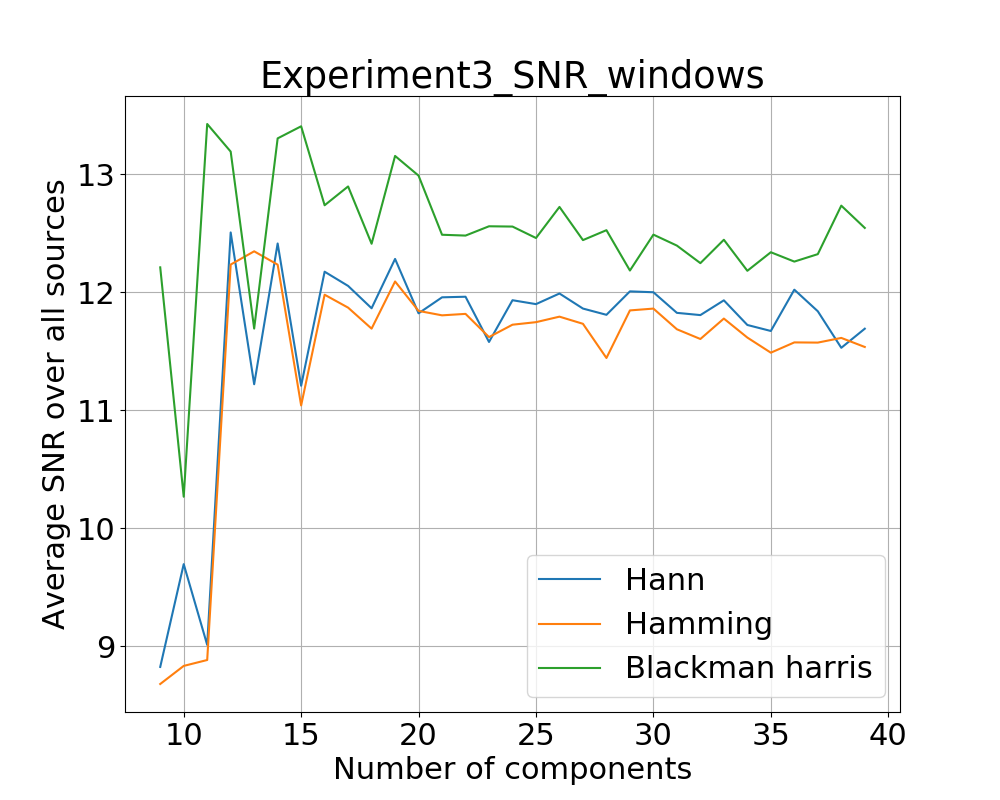 Experiment3_SNR_windows
Average SNR over all sources
13
12
11
10
9
Hann
Hamming
Blackman harris
10 15 20 25 30 35 40
Number of components